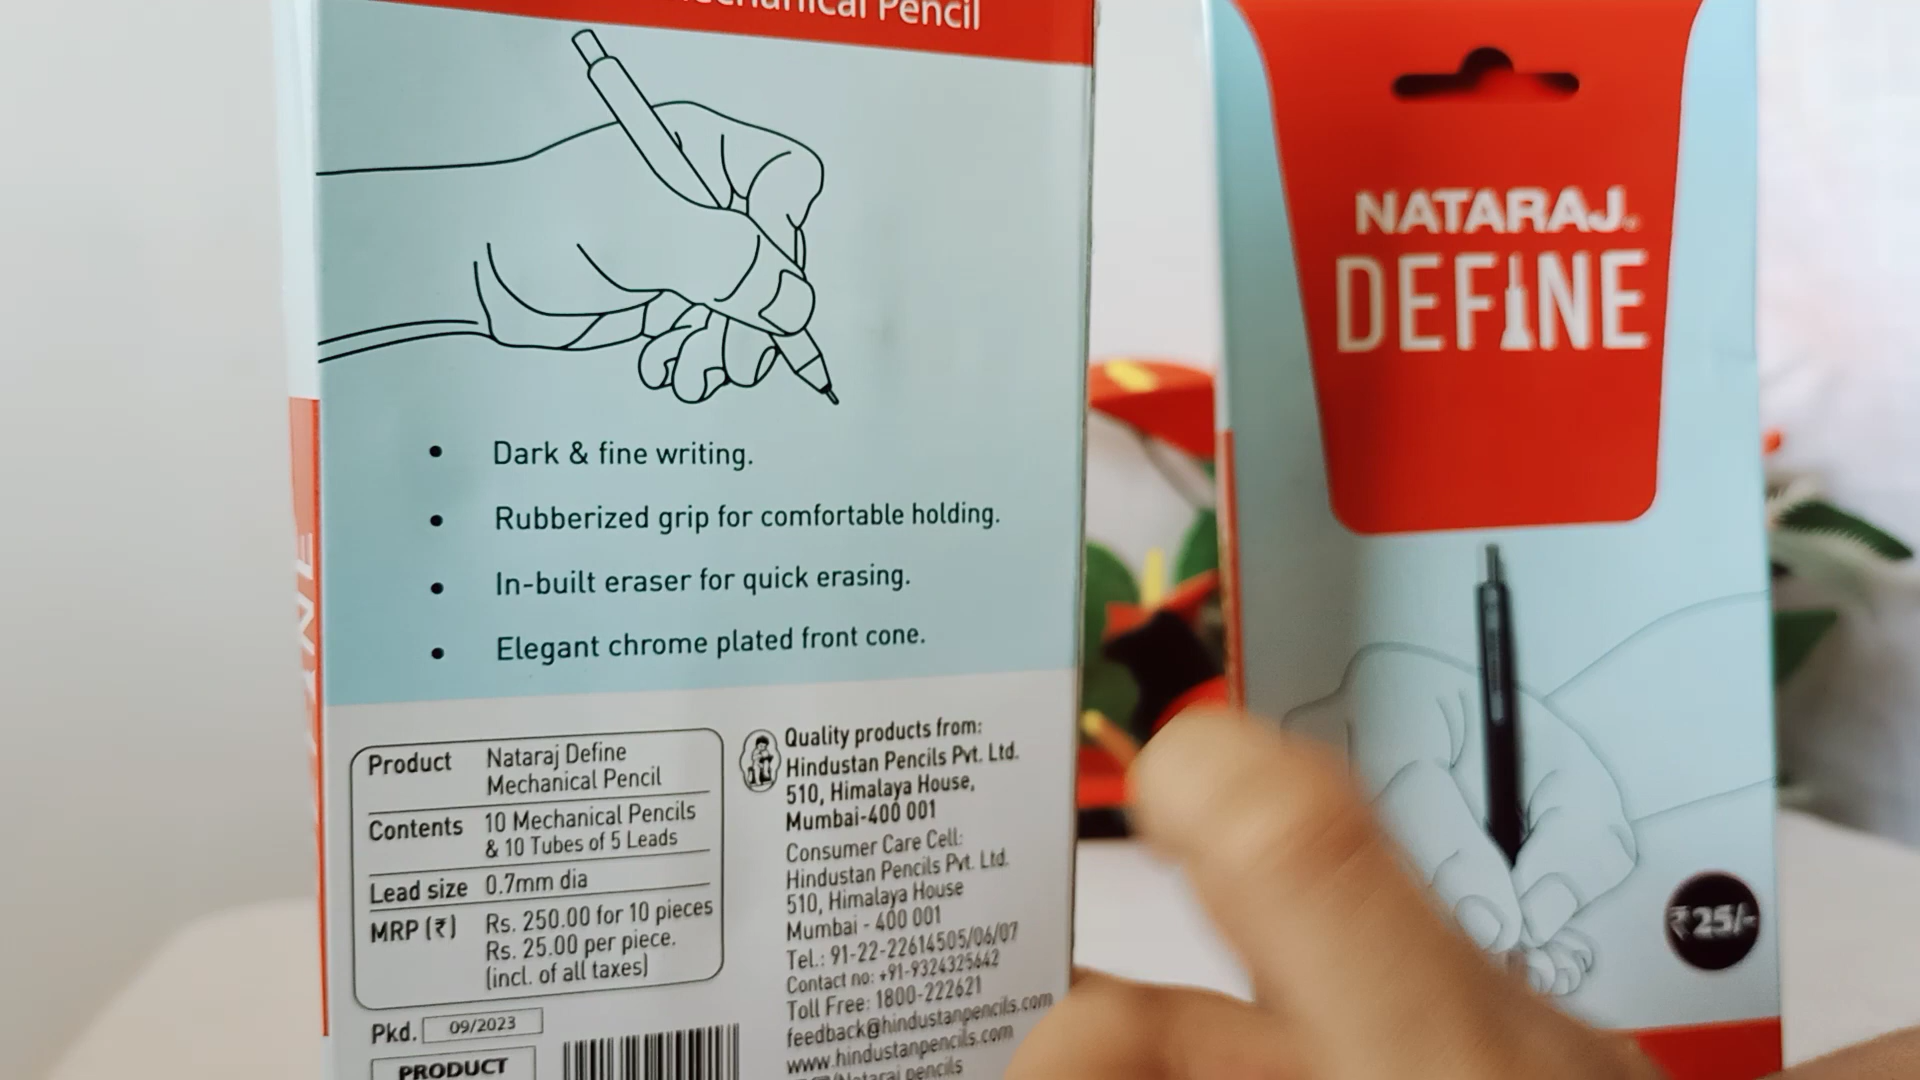 Mechanical Pencil
Dark & fine writing.
Rubberized grip for comfortable holding.
In-built eraser for quick erasing.
Elegant chrome plated front cone.
Product Nataraj Define
Mechanical Pencil
Contents 10 Mechanical Pencils
& 10 Tubes of 5 Leads
Lead size 0.7mm dia
MRP (₹) Rs. 250.00 for 10 pieces
Rs. 25.00 per piece.
(incl. of all taxes)
Pkd. 09/2023
PRODUCT
Quality products from:
Hindustan Pencils Pvt. Ltd.
510, Himalaya House,
Mumbai-400 001
Consumer Care Cell:
Hindustan Pencils Pvt. Ltd.
510, Himalaya House
Mumbai - 400 001
Tel.: 91-22-22614505/06/07
Contact no: +91-9324325642
Toll Free: 1800-222621
feedback@hindustanpencils.com
www.hindustanpencils.com
/Nataraj pencils
NATARAJ
DEFINE
₹25/-